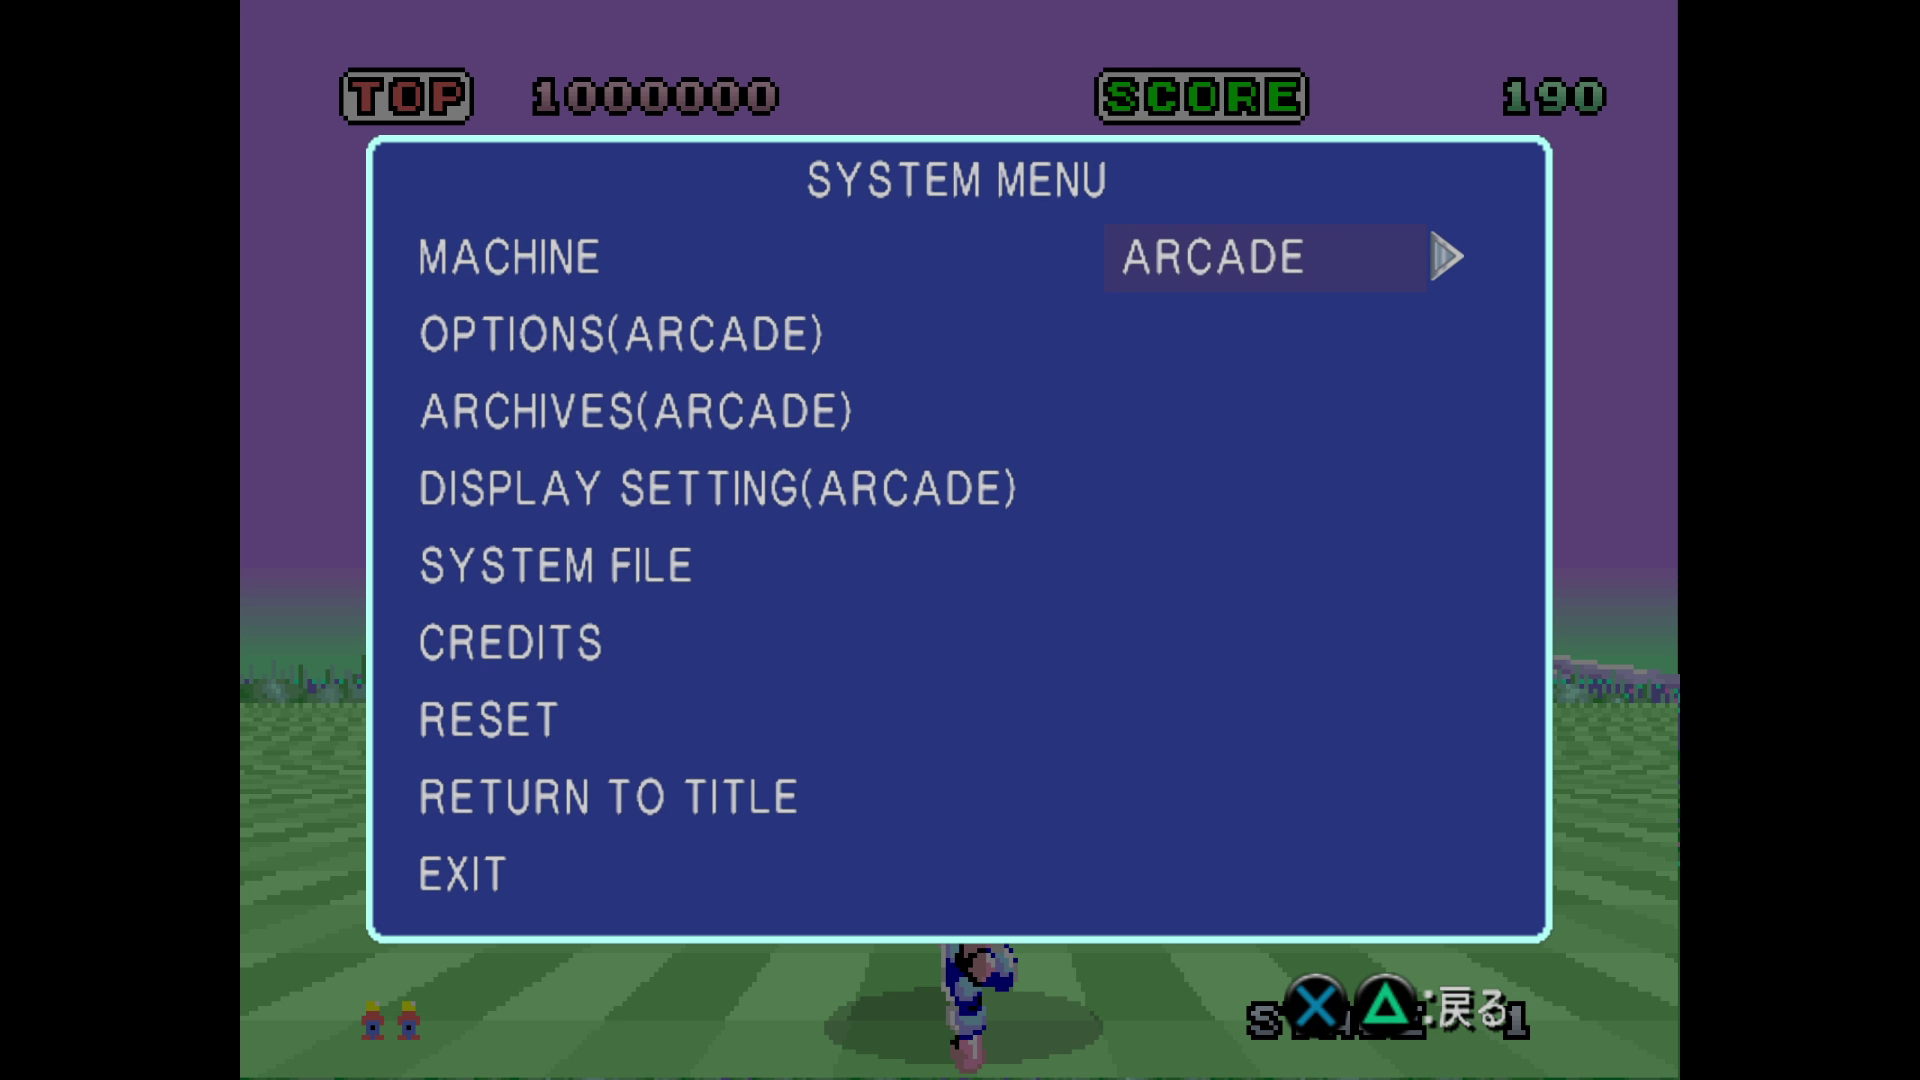 TOP 1000000 SCORE 190
SYSTEM MENU
MACHINE ARCADE
OPTIONS(ARCADE)
ARCHIVES(ARCADE)
DISPLAY SETTING(ARCADE)
SYSTEM FILE
CREDITS
RESET
RETURN TO TITLE
EXIT
:戻る
1